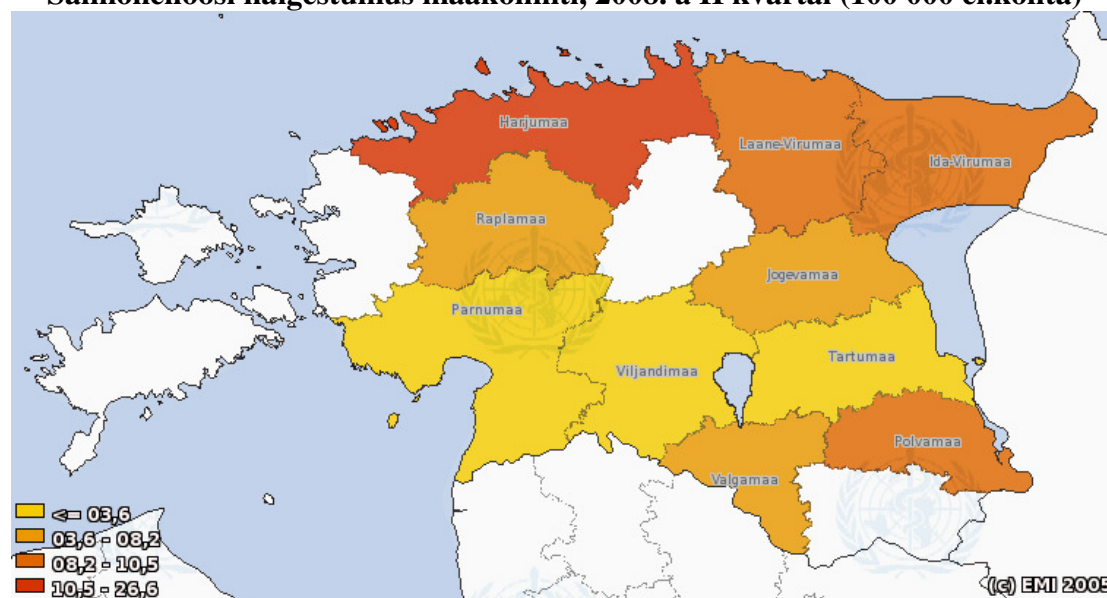 Salmonelloosi haigestumus maakonniti, 2008. a II kvartal (100 000 el.kohta)
Harjumaa
Laane-Virumaa
Ida-Virumaa
Raplamaa
Jogevamaa
Parnumaa
Viljandimaa
Tartumaa
Polvamaa
Valgamaa
<= 03,6
03,6 - 08,2
08,2 - 10,5
10,5 - 26,6
(c) EMI 2005